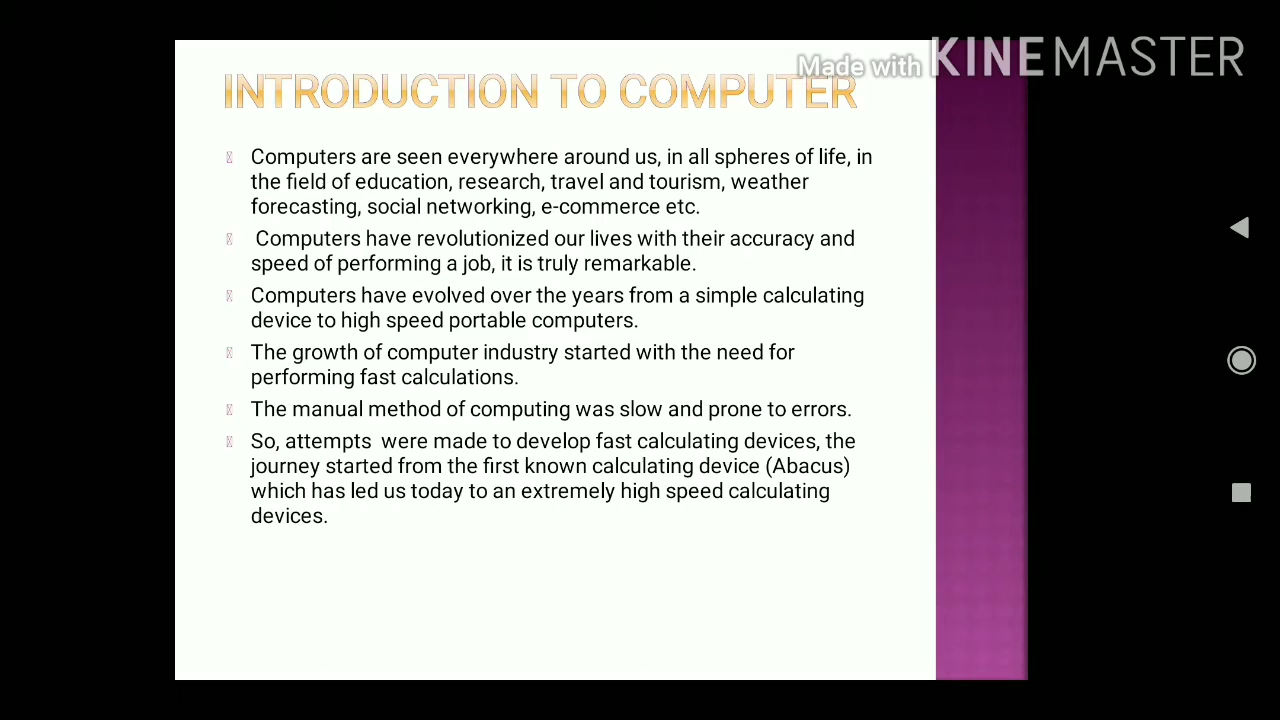 Made with KINEMASTER
INTRODUCTION TO COMPUTER
Computers are seen everywhere around us, in all spheres of life, in
the field of education, research, travel and tourism, weather
forecasting, social networking, e-commerce etc.
Computers have revolutionized our lives with their accuracy and
speed of performing a job, it is truly remarkable.
Computers have evolved over the years from a simple calculating
device to high speed portable computers.
The growth of computer industry started with the need for
performing fast calculations.
The manual method of computing was slow and prone to errors.
So, attempts  were made to develop fast calculating devices, the
journey started from the first known calculating device (Abacus)
which has led us today to an extremely high speed calculating
devices.